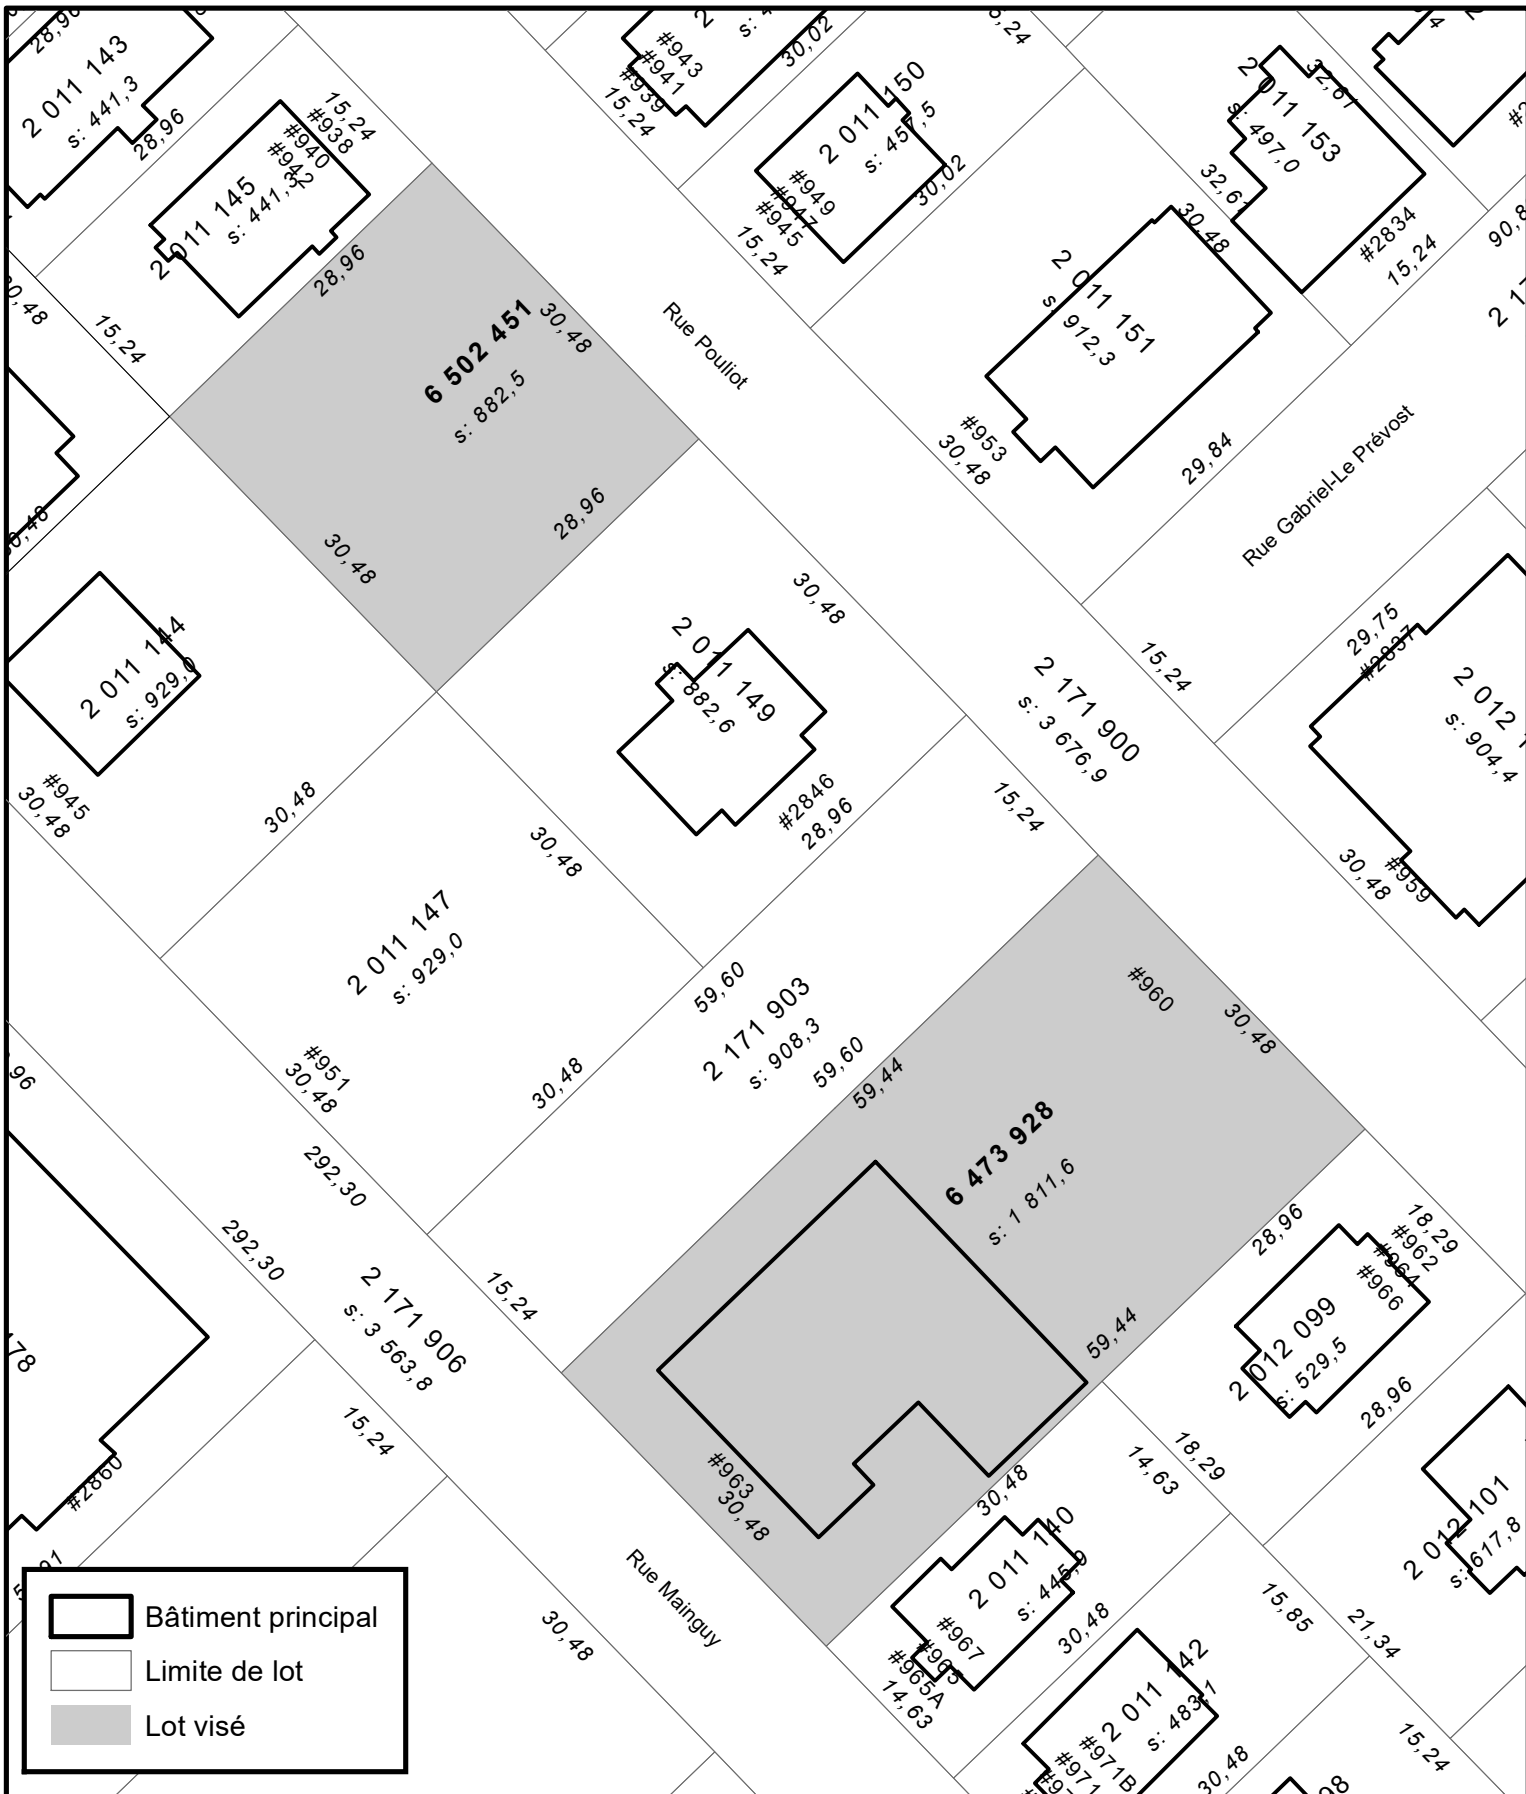 28,96
2 011 143
s: 441,3
28,96
15,24
#938
#940
#942
2 011 145
s: 441,3
28,96
15,24
#943
#941
#939
15,24
30,02
2 011 150
s: 457,5
#949
#947
#945
15,24
30,02
32,61
2 011 153
s: 497,0
32,61
#2834
15,24
30,48
2 011 151
s: 912,3
#953
30,48
29,84
Rue Pouliot
Rue Gabriel-Le Prévost
6 502 451
s: 882,5
30,48
28,96
30,48
2 011 144
s: 929,0
#945
30,48
30,48
30,48
2 011 149
s: 882,6
#2846
28,96
30,48
2 171 900
s: 3 676,9
15,24
15,24
29,75
#2837
2 012
s: 904,4
30,48
#959
2 011 147
s: 929,0
#951
30,48
30,48
59,60
2 171 903
s: 908,3
59,60
59,44
#960
30,48
6 473 928
s: 1 811,6
59,44
#963
30,48
292,30
292,30
2 171 906
s: 3 563,8
15,24
15,24
#2860
Rue Mainguy
30,48
28,96
18,29
#962
#964
#966
2 012 099
s: 529,5
28,96
18,29
14,63
30,48
2 011 140
s: 445,9
#967
#965
#965A
14,63
30,48
2 012 101
s: 617,8
15,85
21,34
2 011 142
s: 483,1
#971B
#971
30,48
15,24
Bâtiment principal
Limite de lot
Lot visé